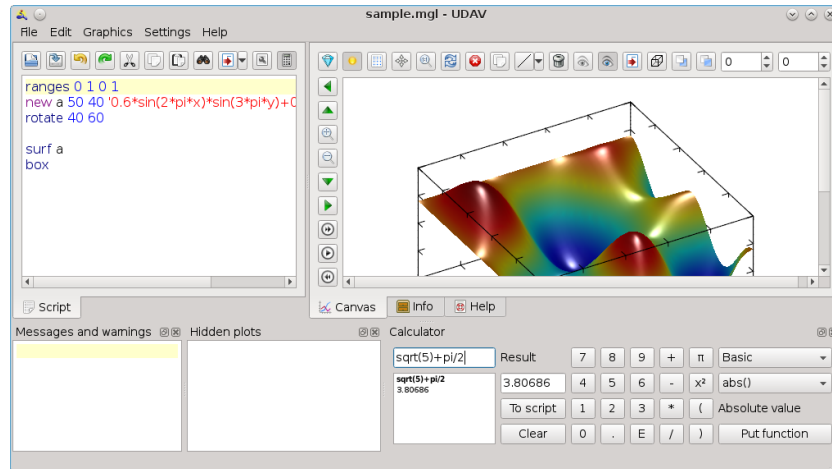 sample.mgl - UDAV
File Edit Graphics Settings Help
0 0
ranges 0 1 0 1
new a 50 40 '0.6*sin(2*pi*x)*sin(3*pi*y)+0
rotate 40 60
surf a
box
Script
Canvas Info Help
Messages and warnings Hidden plots Calculator
sqrt(5)+pi/2 Result 7 8 9 + π Basic
sqrt(5)+pi/2
3.80686
3.80686 4 5 6 - x² abs()
To script 1 2 3 * ( Absolute value
Clear 0 . E / ) Put function